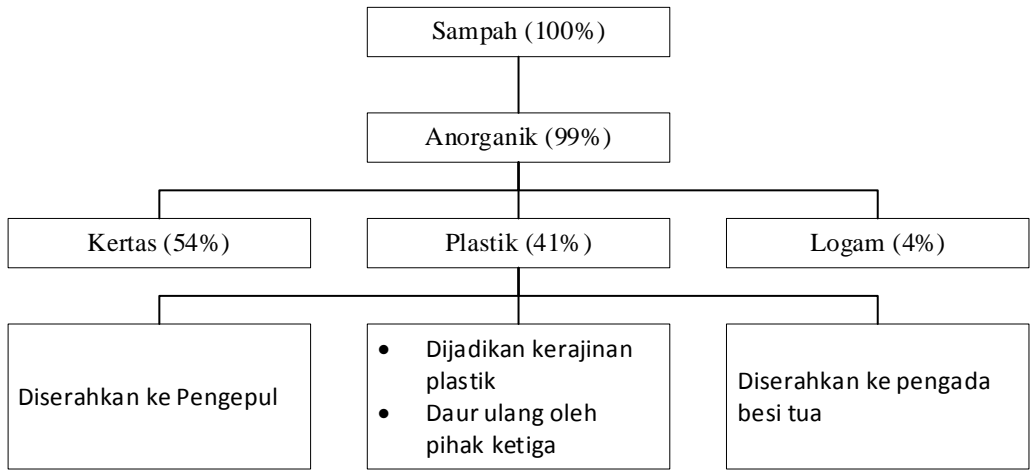 Sampah (100%)
Anorganik (99%)
Kertas (54%)
Plastik (41%)
Logam (4%)
Diserahkan ke Pengepul
• Dijadikan kerajinan
plastik
• Daur ulang oleh
pihak ketiga
Diserahkan ke pengada
besi tua